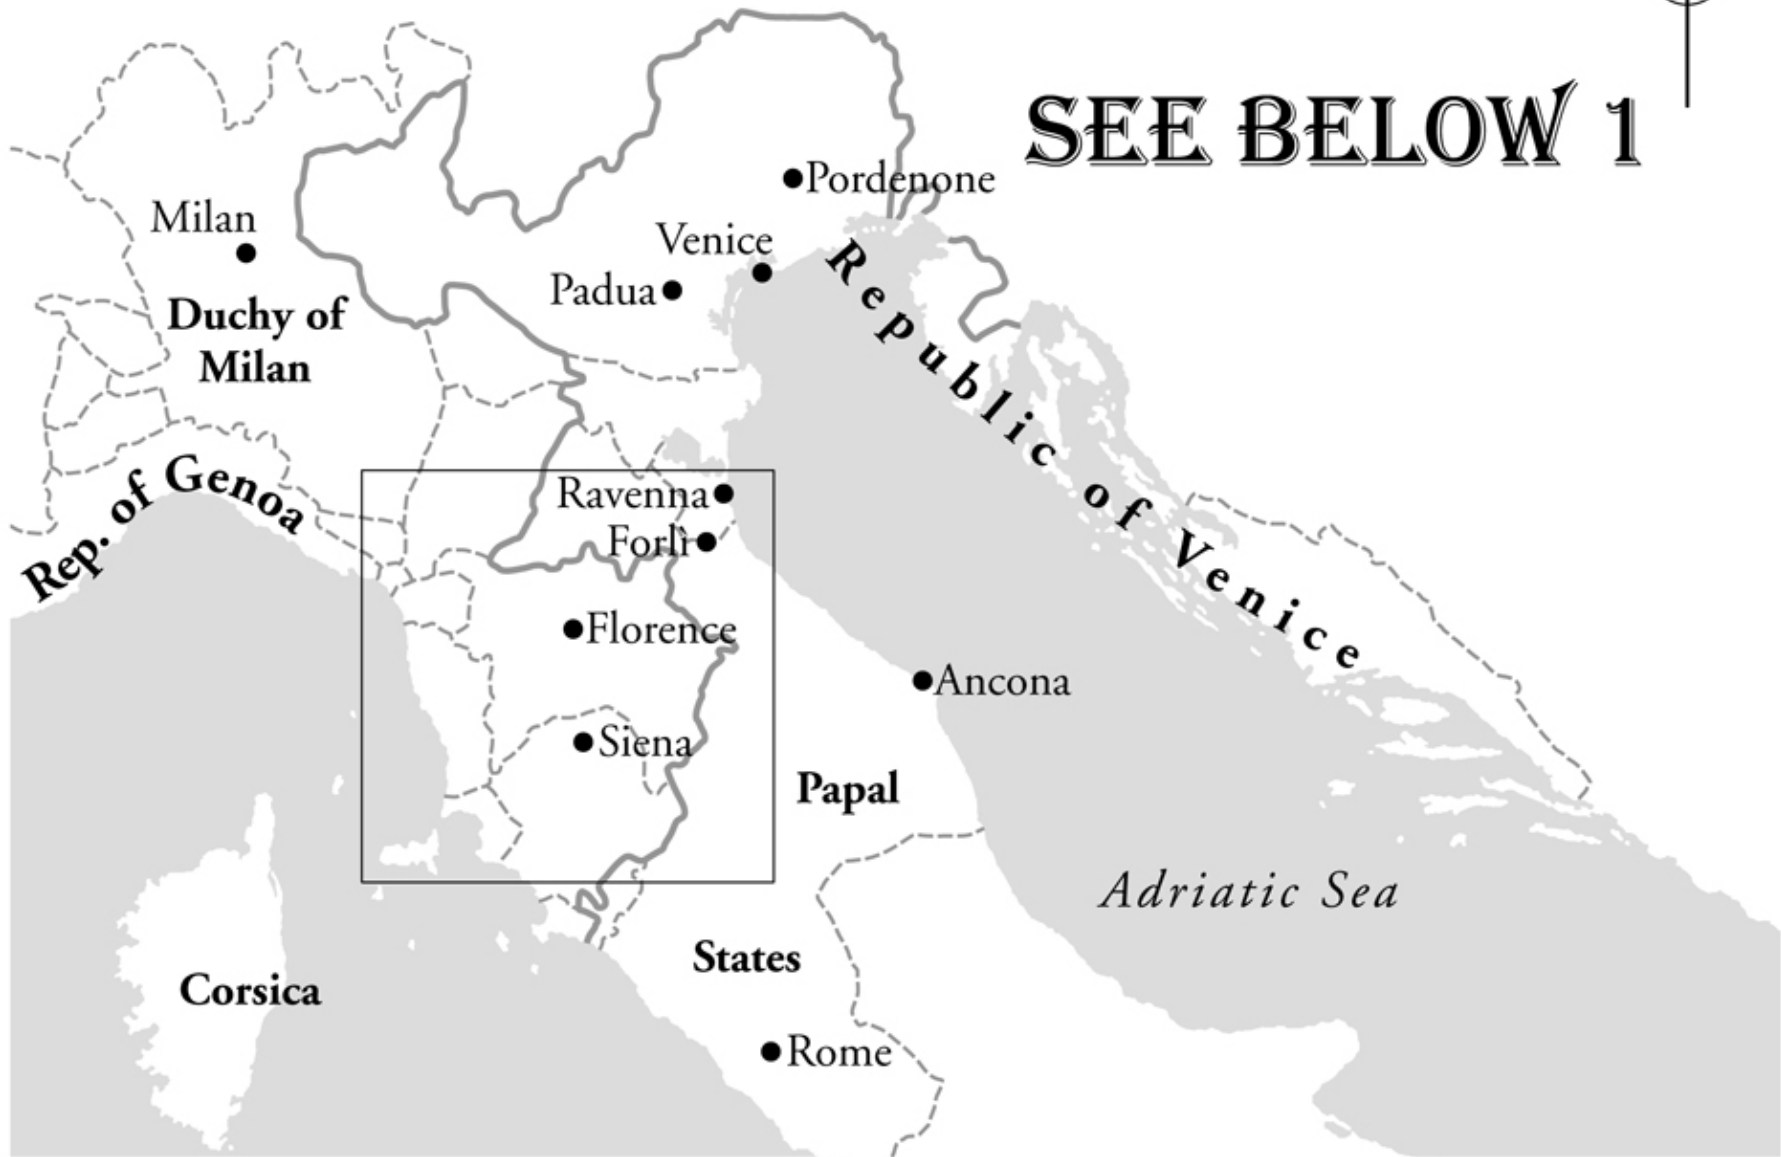 SEE BELOW 1
Pordenone
Milan
Venice
Padua
Duchy of
Milan
Republic of Venice
Rep. of Genoa
Ravenna
Forlì
Florence
Ancona
Siena
Papal
Adriatic Sea
States
Corsica
Rome